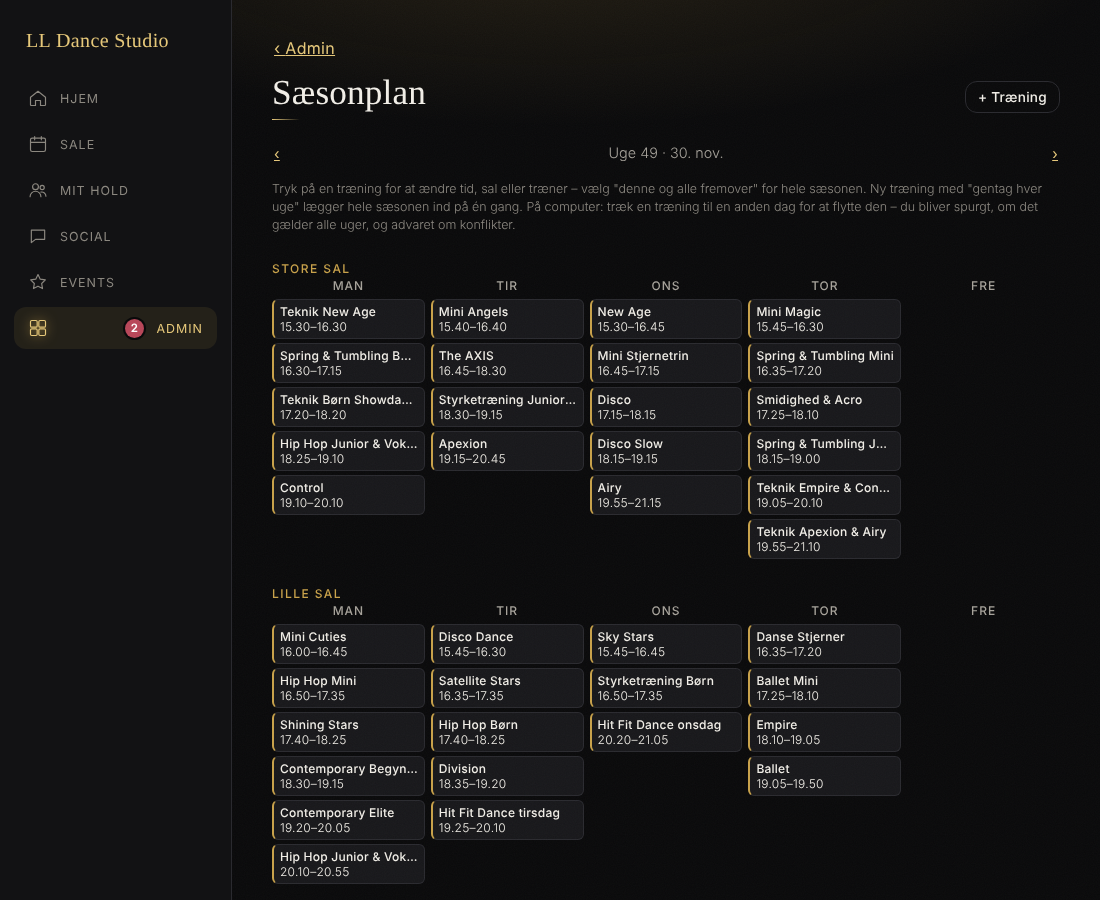 LL Dance Studio
HJEM
SALE
MIT HOLD
SOCIAL
EVENTS
2 ADMIN
‹ Admin
Sæsonplan
+ Træning
‹ Uge 49 · 30. nov. ›
Tryk på en træning for at ændre tid, sal eller træner – vælg "denne og alle fremover" for hele sæsonen. Ny træning med "gentag hver
uge" lægger hele sæsonen ind på én gang. På computer: træk en træning til en anden dag for at flytte den – du bliver spurgt, om det
gælder alle uger, og advaret om konflikter.
STORE SAL
MAN TIR ONS TOR FRE
Teknik New Age Mini Angels New Age Mini Magic
15.30–16.30 15.40–16.40 15.30–16.45 15.45–16.30
Spring & Tumbling B… The AXIS Mini Stjernetrin Spring & Tumbling Mini
16.30–17.15 16.45–18.30 16.45–17.15 16.35–17.20
Teknik Børn Showda… Styrketræning Junior… Disco Smidighed & Acro
17.20–18.20 18.30–19.15 17.15–18.15 17.25–18.10
Hip Hop Junior & Vok… Apexion Disco Slow Spring & Tumbling J…
18.25–19.10 19.15–20.45 18.15–19.15 18.15–19.00
Control Airy Teknik Empire & Con…
19.10–20.10 19.55–21.15 19.05–20.10
Teknik Apexion & Airy
19.55–21.10
LILLE SAL
MAN TIR ONS TOR FRE
Mini Cuties Disco Dance Sky Stars Danse Stjerner
16.00–16.45 15.45–16.30 15.45–16.45 16.35–17.20
Hip Hop Mini Satellite Stars Styrketræning Børn Ballet Mini
16.50–17.35 16.35–17.35 16.50–17.35 17.25–18.10
Shining Stars Hip Hop Børn Hit Fit Dance onsdag Empire
17.40–18.25 17.40–18.25 20.20–21.05 18.10–19.05
Contemporary Begyn… Division Ballet
18.30–19.15 18.35–19.20 19.05–19.50
Contemporary Elite Hit Fit Dance tirsdag
19.20–20.05 19.25–20.10
Hip Hop Junior & Vok…
20.10–20.55